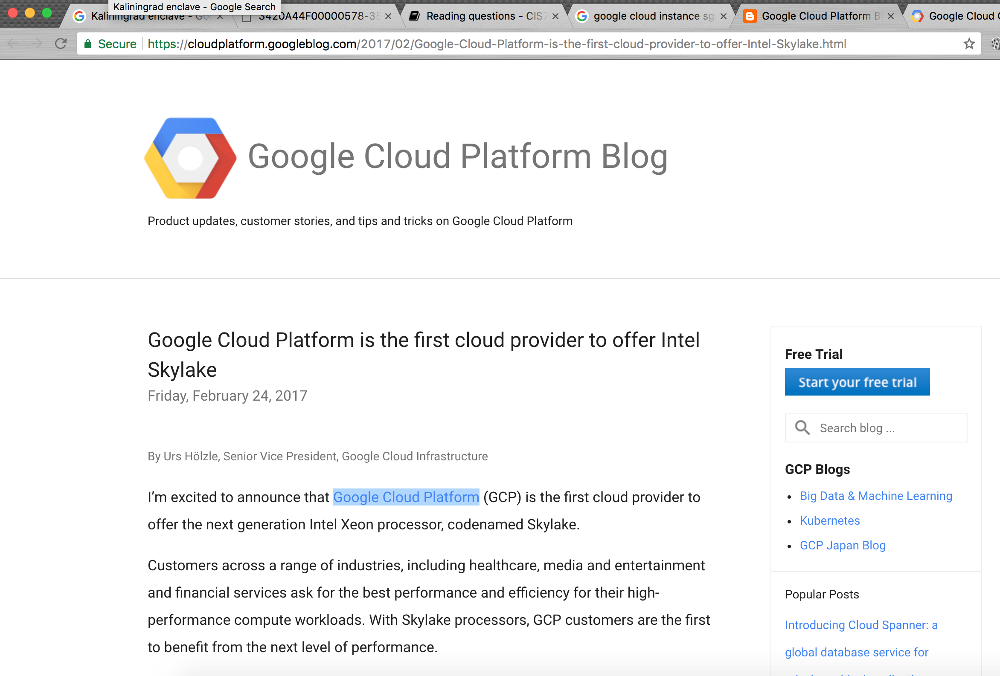 Kaliningrad enclave - Google Search
Kaliningrad enclave - Goo
3420A44F00000578-35
Reading questions - CIS7
google cloud instance sg
Google Cloud Platform B
Google Cloud
Secure
https://cloudplatform.googleblog.com/2017/02/Google-Cloud-Platform-is-the-first-cloud-provider-to-offer-Intel-Skylake.html
Google Cloud Platform Blog
Product updates, customer stories, and tips and tricks on Google Cloud Platform
Google Cloud Platform is the first cloud provider to offer Intel
Skylake
Friday, February 24, 2017
By Urs Hölzle, Senior Vice President, Google Cloud Infrastructure
I’m excited to announce that Google Cloud Platform (GCP) is the first cloud provider to
offer the next generation Intel Xeon processor, codenamed Skylake.
Customers across a range of industries, including healthcare, media and entertainment
and financial services ask for the best performance and efficiency for their high-
performance compute workloads. With Skylake processors, GCP customers are the first
to benefit from the next level of performance.
Free Trial
Start your free trial
Search blog ...
GCP Blogs
Big Data & Machine Learning
Kubernetes
GCP Japan Blog
Popular Posts
Introducing Cloud Spanner: a
global database service for